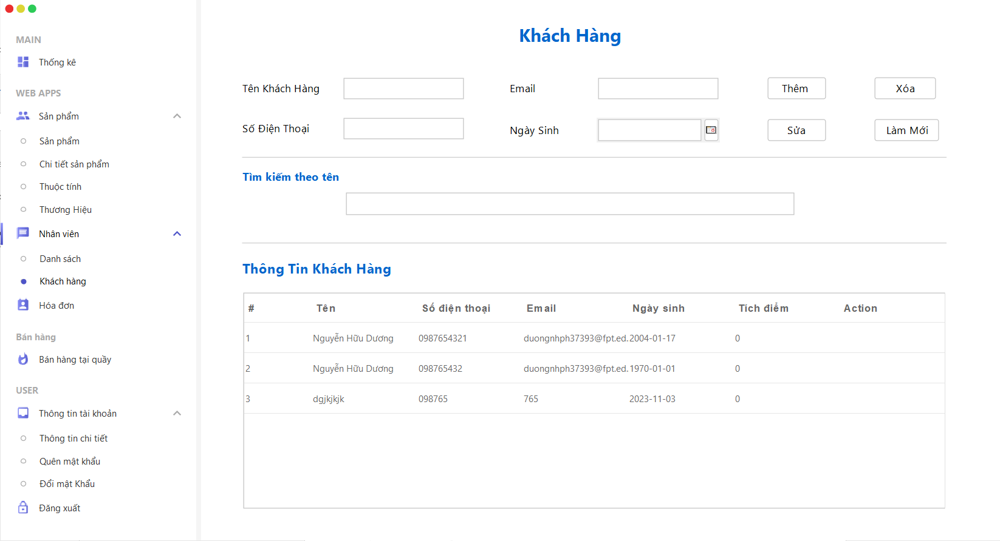 MAIN
Thống kê
WEB APPS
Sản phẩm
Sản phẩm
Chi tiết sản phẩm
Thuộc tính
Thương Hiệu
Nhân viên
Danh sách
Khách hàng
Hóa đơn
Bán hàng
Bán hàng tại quầy
USER
Thông tin tài khoản
Thông tin chi tiết
Quên mật khẩu
Đổi mật Khẩu
Đăng xuất
Khách Hàng
Tên Khách Hàng Email Thêm Xóa
Số Điện Thoại Ngày Sinh Sửa Làm Mới
Tìm kiếm theo tên
Thông Tin Khách Hàng
# Tên Số điện thoại Email Ngày sinh Tích điểm Action
1 Nguyễn Hữu Dương 0987654321 duongnhph37393@fpt.ed. 2004-01-17 0
2 Nguyễn Hữu Dương 098765432 duongnhph37393@fpt.ed. 1970-01-01 0
3 dgjkjkjk 098765 765 2023-11-03 0